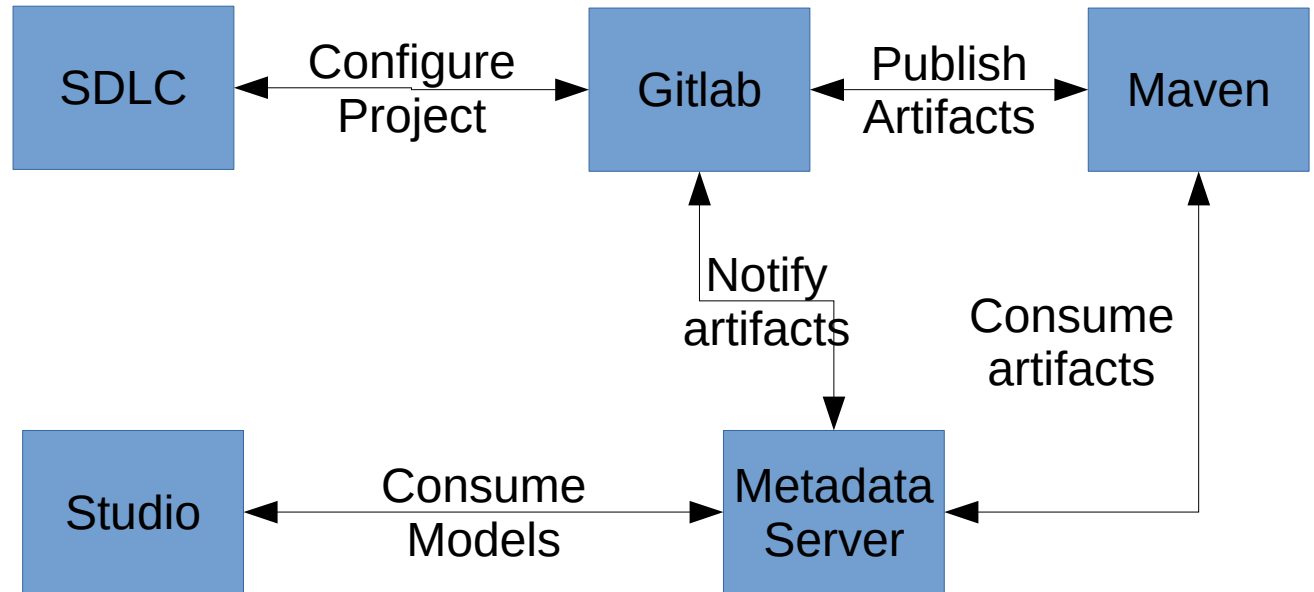 SDLC
Configure
Project
Gitlab
Publish
Artifacts
Maven
Notify
artifacts
Consume
artifacts
Studio
Consume
Models
Metadata
Server